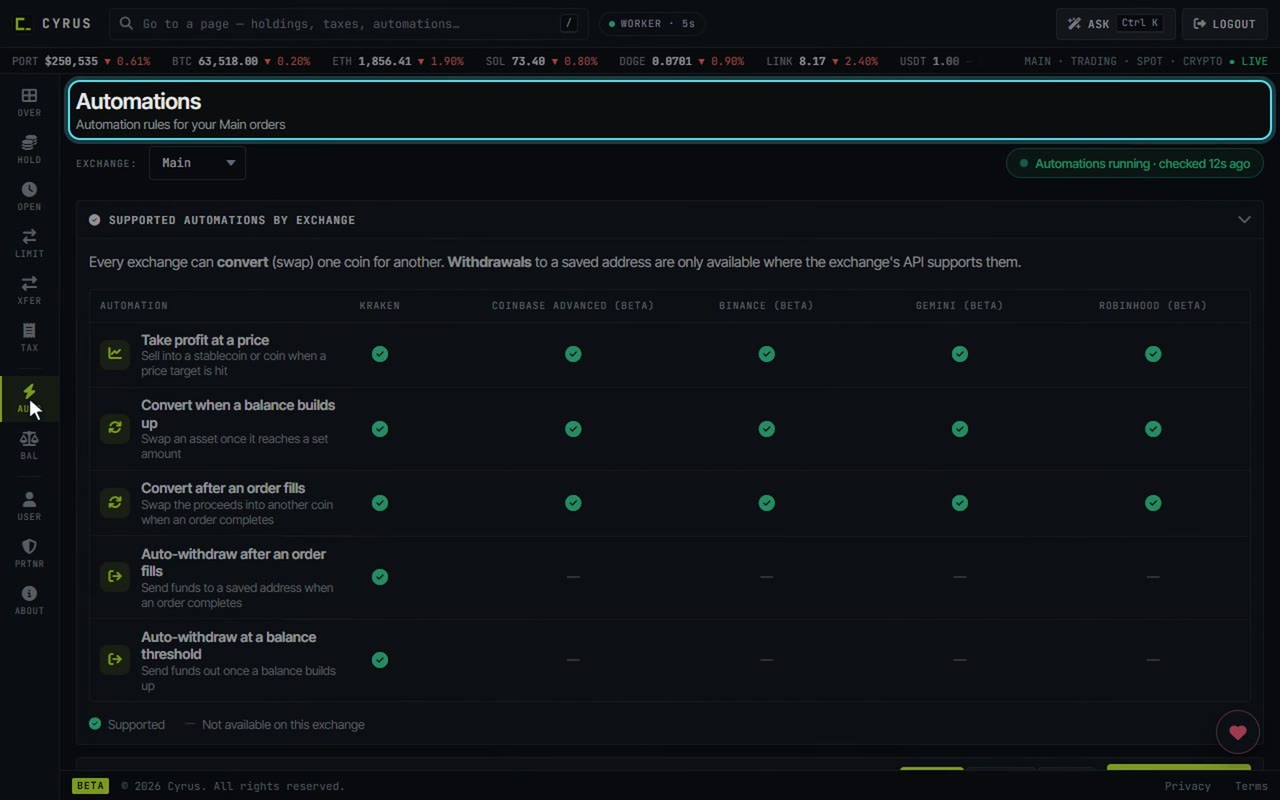 CYRUS
Go to a page — holdings, taxes, automations…
/
WORKER · 5s
ASK Ctrl K
LOGOUT
PORT $250,535 ▼ 0.61% BTC 63,518.00 ▼ 0.20% ETH 1,856.41 ▼ 1.90% SOL 73.40 ▼ 0.80% DOGE 0.0701 ▼ 0.90% LINK 8.17 ▼ 2.40% USDT 1.00 — MAIN · TRADING · SPOT · CRYPTO ● LIVE
OVER
HOLD
OPEN
LIMIT
XFER
TAX
BAL
USER
PRTNR
ABOUT
Automations
Automation rules for your Main orders
EXCHANGE: Main
Automations running · checked 12s ago
SUPPORTED AUTOMATIONS BY EXCHANGE
Every exchange can convert (swap) one coin for another. Withdrawals to a saved address are only available where the exchange's API supports them.
AUTOMATION KRAKEN COINBASE ADVANCED (BETA) BINANCE (BETA) GEMINI (BETA) ROBINHOOD (BETA)
Take profit at a price
Sell into a stablecoin or coin when a
price target is hit
Convert when a balance builds
up
Swap an asset once it reaches a set
amount
Convert after an order fills
Swap the proceeds into another coin
when an order completes
Auto-withdraw after an order
fills
Send funds to a saved address when
an order completes
— — — —
Auto-withdraw at a balance
threshold
Send funds out once a balance builds
up
— — — —
Supported — Not available on this exchange
BETA © 2026 Cyrus. All rights reserved.
Privacy Terms